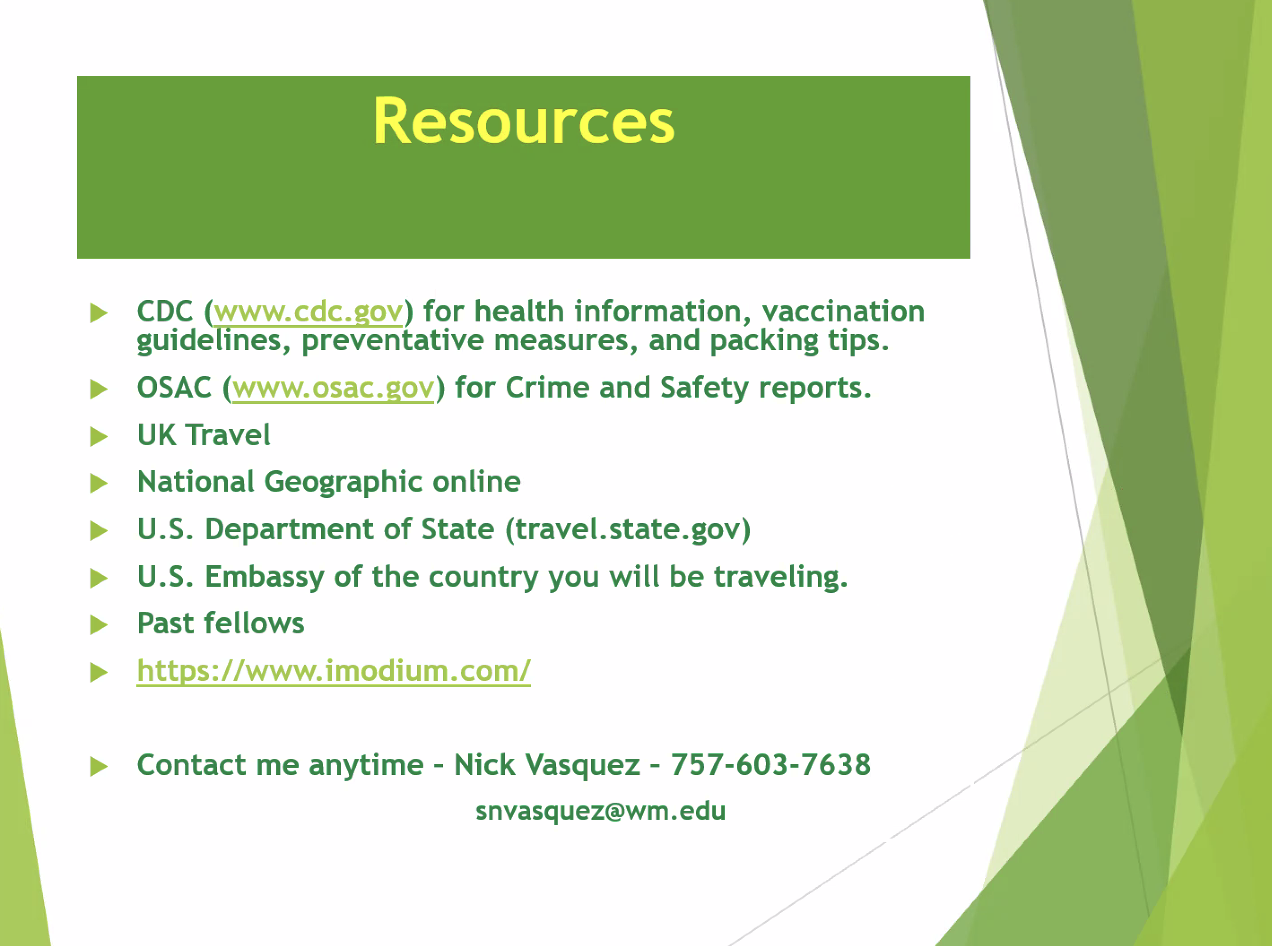 Resources
CDC (www.cdc.gov) for health information, vaccination
guidelines, preventative measures, and packing tips.
OSAC (www.osac.gov) for Crime and Safety reports.
UK Travel
National Geographic online
U.S. Department of State (travel.state.gov)
U.S. Embassy of the country you will be traveling.
Past fellows
https://www.imodium.com/
Contact me anytime – Nick Vasquez – 757-603-7638
snvasquez@wm.edu